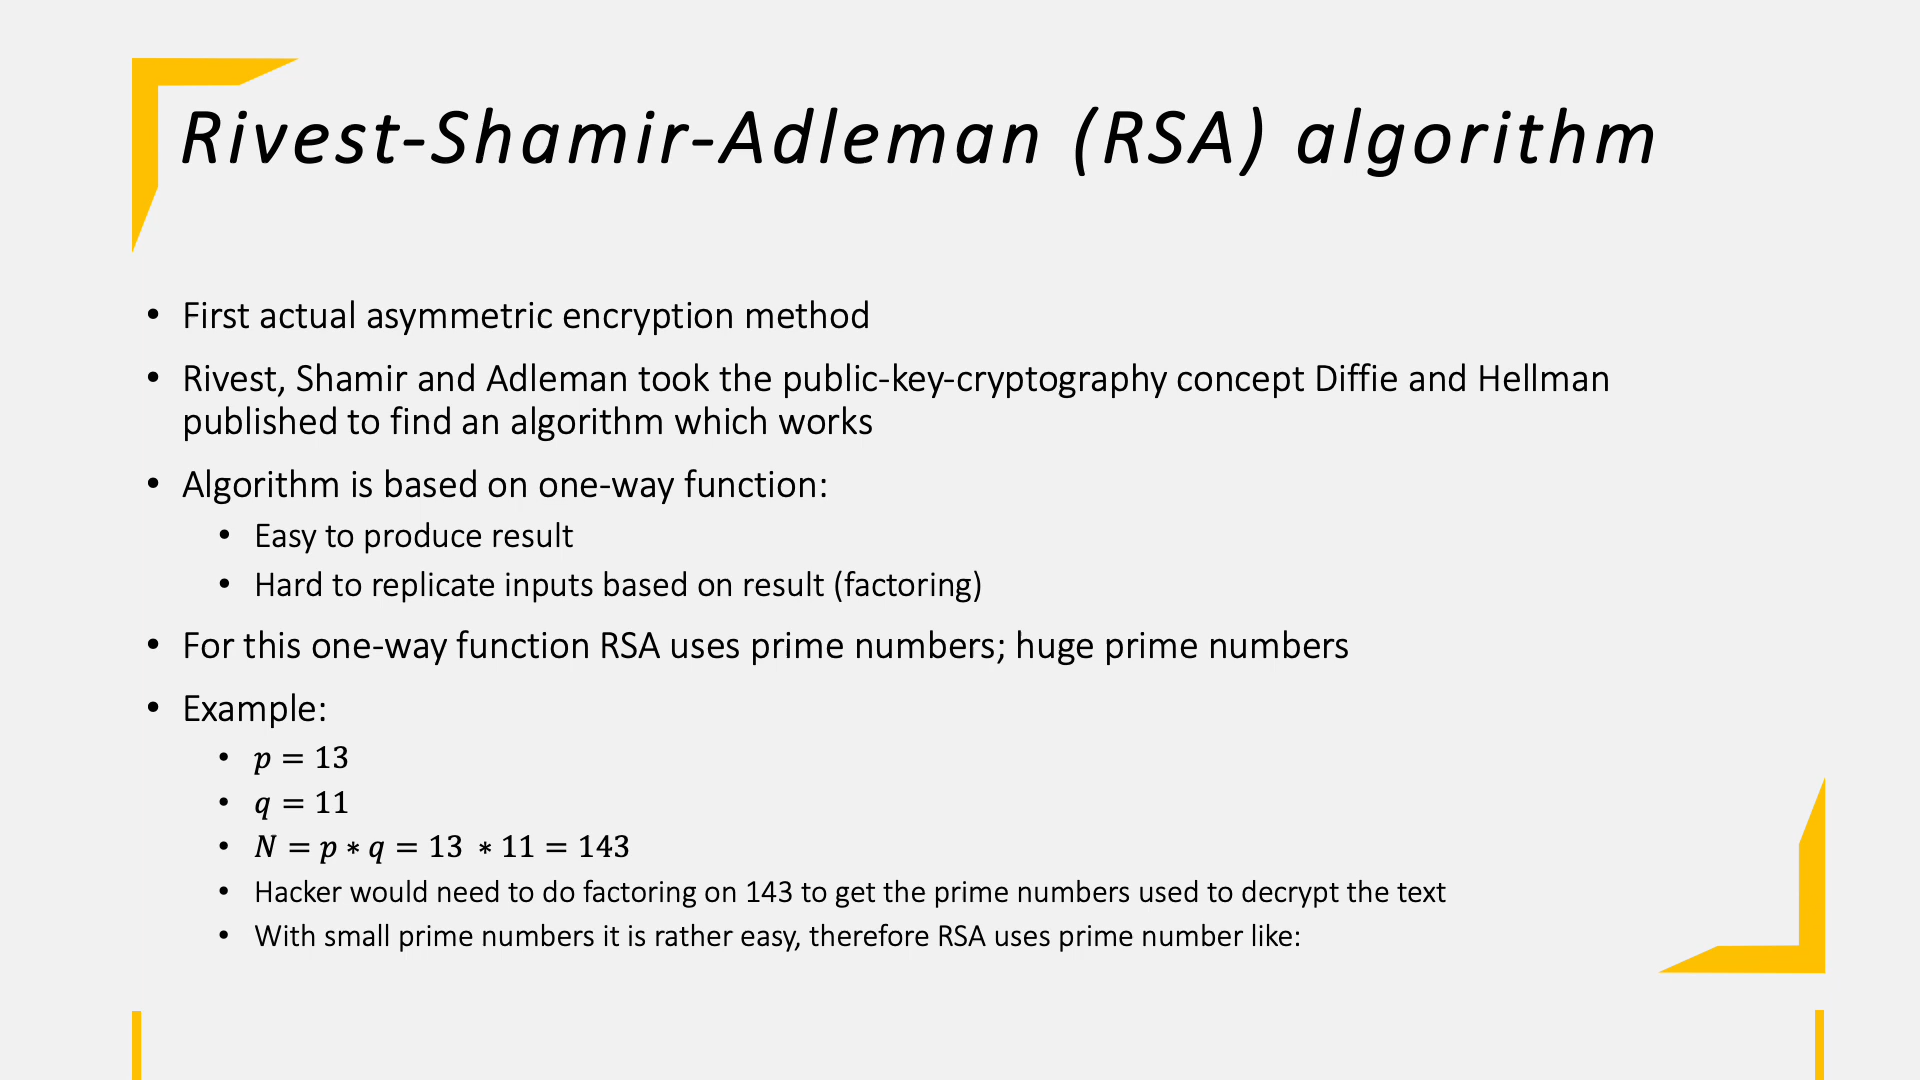 Rivest-Shamir-Adleman (RSA) algorithm
• First actual asymmetric encryption method
• Rivest, Shamir and Adleman took the public-key-cryptography concept Diffie and Hellman
published to find an algorithm which works
• Algorithm is based on one-way function:
• Easy to produce result
• Hard to replicate inputs based on result (factoring)
• For this one-way function RSA uses prime numbers; huge prime numbers
• Example:
• p = 13
• q = 11
• N = p ∗ q = 13 ∗ 11 = 143
• Hacker would need to do factoring on 143 to get the prime numbers used to decrypt the text
• With small prime numbers it is rather easy, therefore RSA uses prime number like: